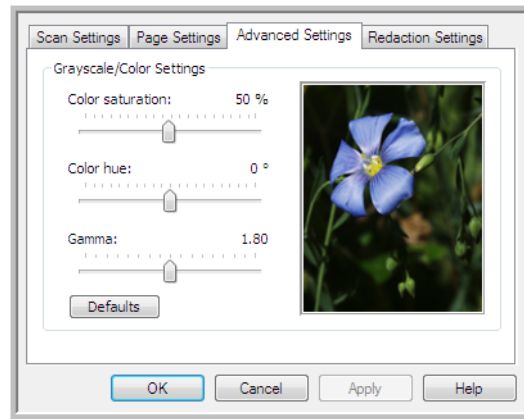 Scan Settings Page Settings Advanced Settings Redaction Settings
Grayscale/Color Settings
Color saturation: 50 %
Color hue: 0 °
Gamma: 1.80
Defaults
OK Cancel Apply Help